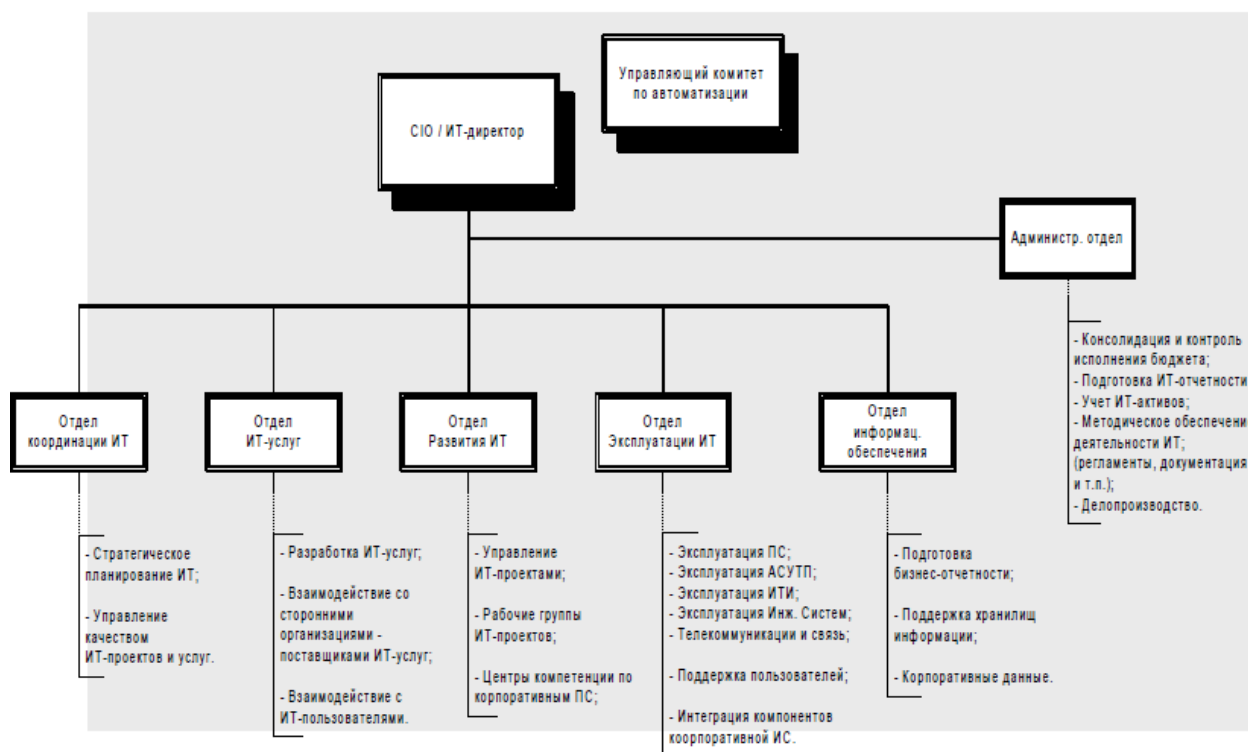 Управляющий комитет
по автоматизации
CIO / ИТ-директор
Администр. отдел
- Консолидация и контроль
исполнения бюджета;
- Подготовка ИТ-отчетности
- Учет ИТ-активов;
- Методическое обеспечени
деятельности ИТ;
(регламенты, документация
и т.п.);
- Делопроизводство.
Отдел
координации ИТ
Отдел
ИТ-услуг
Отдел
Развития ИТ
Отдел
Эксплуатации ИТ
Отдел
информац.
обеспечения
- Стратегическое
планирование ИТ;
- Управление
качеством
ИТ-проектов и услуг.
- Разработка ИТ-услуг;
- Взаимодействие со
сторонними
организациями -
поставщиками ИТ-услуг;
- Взаимодействие с
ИТ-пользователями.
- Управление
ИТ-проектами;
- Рабочие группы
ИТ-проектов;
- Центры компетенции по
корпоративным ПС;
- Эксплуатация ПС;
- Эксплуатация АСУТП;
- Эксплуатация ИТИ;
- Эксплуатация Инж. Систем;
- Телекоммуникации и связь;
- Поддержка пользователей;
- Интеграция компонентов
коорпоративной ИС.
- Подготовка
бизнес-отчетности;
- Поддержка хранилищ
информации;
- Корпоративные данные.